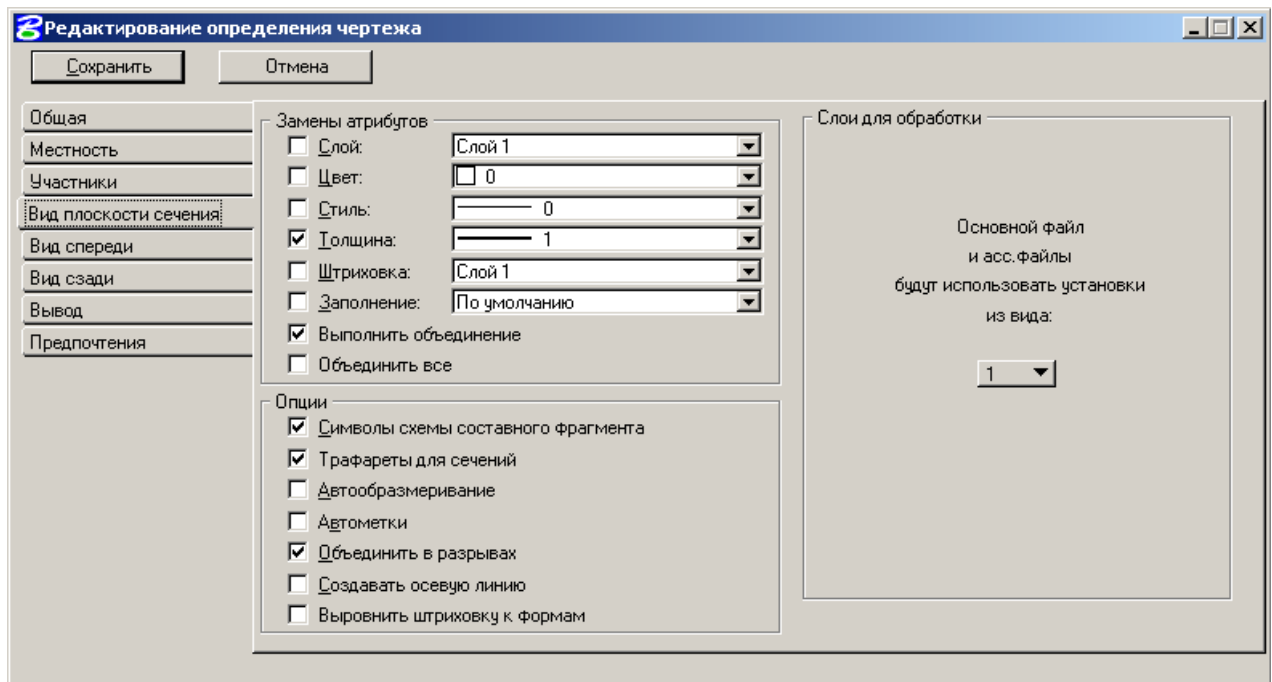 Редактирование определения чертежа
Сохранить Отмена
Общая
Местность
Участники
Вид плоскости сечения
Вид спереди
Вид сзади
Вывод
Предпочтения
Замены атрибутов
Слой: Слой 1
Цвет: 0
Стиль: 0
Толщина: 1
Штриховка: Слой 1
Заполнение: По умолчанию
Выполнить объединение
Объединить все
Опции
Символы схемы составного фрагмента
Трафареты для сечений
Автообразмеривание
Автометки
Объединить в разрывах
Создавать осевую линию
Выровнить штриховку к формам
Слои для обработки
Основной файл
и асс.файлы
будут использовать установки
из вида:
1